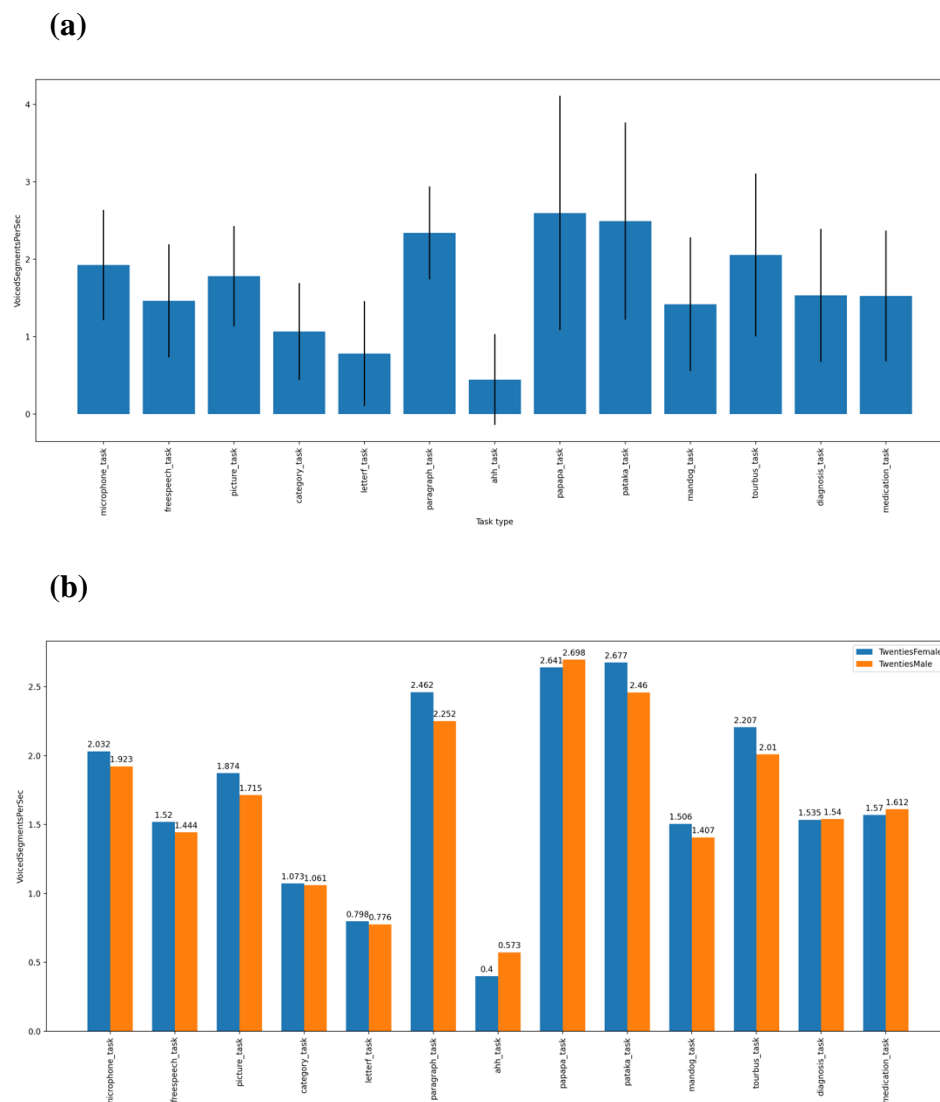 (a)
4
3
2
1
0
VoicedSegmentsPerSec
microphone_task
freespeech_task
picture_task
category_task
letterf_task
paragraph_task
ahh_task
papapa_task
pataka_task
mandog_task
tourbus_task
diagnosis_task
medication_task
Task type
(b)
TwentiesFemale
TwentiesMale
2.5
2.0
1.5
1.0
0.5
0.0
VoicedSegmentsPerSec
2.032
1.923
1.52
1.444
1.874
1.715
1.073
1.061
0.798
0.776
2.462
2.252
0.4
0.573
2.641
2.698
2.677
2.46
1.506
1.407
2.207
2.01
1.535
1.54
1.57
1.612
microphone_task
freespeech_task
picture_task
category_task
letterf_task
paragraph_task
ahh_task
papapa_task
pataka_task
mandog_task
tourbus_task
diagnosis_task
medication_task